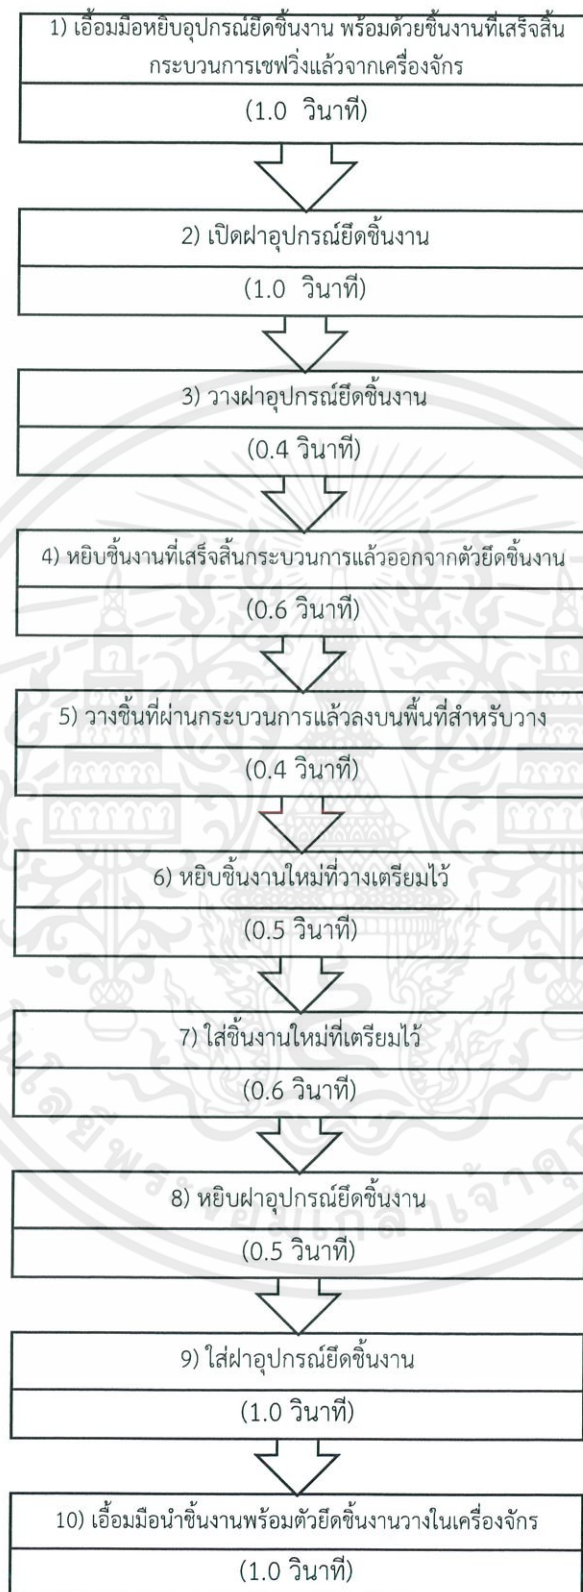 1) เอื้อมมือหยิบอุปกรณ์ยึดชิ้นงาน พร้อมด้วยชิ้นงานที่เสร็จสิ้น
กระบวนการเชฟวิ่งแล้วจากเครื่องจักร
(1.0 วินาที)
2) เปิดฝาอุปกรณ์ยึดชิ้นงาน
(1.0 วินาที)
3) วางฝาอุปกรณ์ยึดชิ้นงาน
(0.4 วินาที)
4) หยิบชิ้นงานที่เสร็จสิ้นกระบวนการแล้วออกจากตัวยึดชิ้นงาน
(0.6 วินาที)
5) วางชิ้นที่ผ่านกระบวนการแล้วลงบนพื้นที่สำหรับวาง
(0.4 วินาที)
6) หยิบชิ้นงานใหม่ที่วางเตรียมไว้
(0.5 วินาที)
7) ใส่ชิ้นงานใหม่ที่เตรียมไว้
(0.6 วินาที)
8) หยิบฝาอุปกรณ์ยึดชิ้นงาน
(0.5 วินาที)
9) ใส่ฝาอุปกรณ์ยึดชิ้นงาน
(1.0 วินาที)
10) เอื้อมมือนำชิ้นงานพร้อมตัวยึดชิ้นงานวางในเครื่องจักร
(1.0 วินาที)